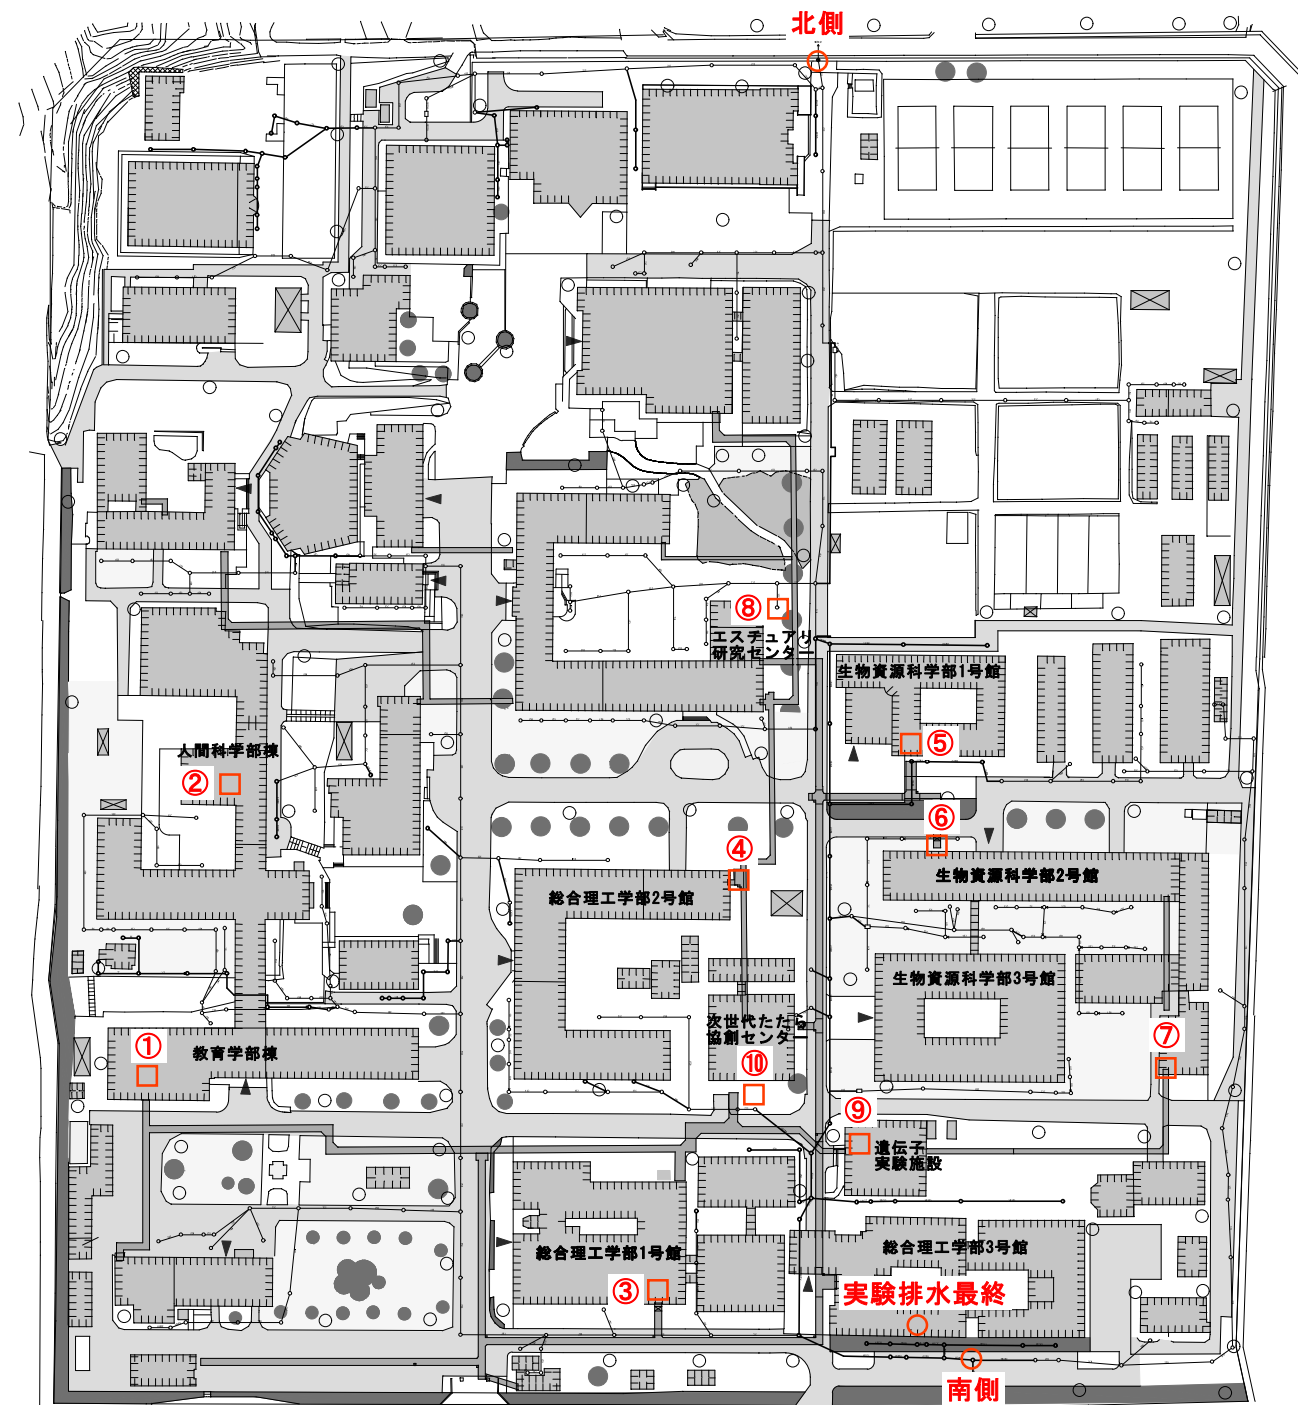 北側
⑧
エスチュアリ
研究センター
生物資源科学部1号館
⑤
人間科学部棟
②
⑥
④
生物資源科学部2号館
総合理工学部2号館
生物資源科学部3号館
次世代たたら
協創センター
⑦
①
教育学部棟
⑩
⑨
遺伝子
実験施設
総合理工学部1号館
総合理工学部3号館
③
実験排水最終
南側